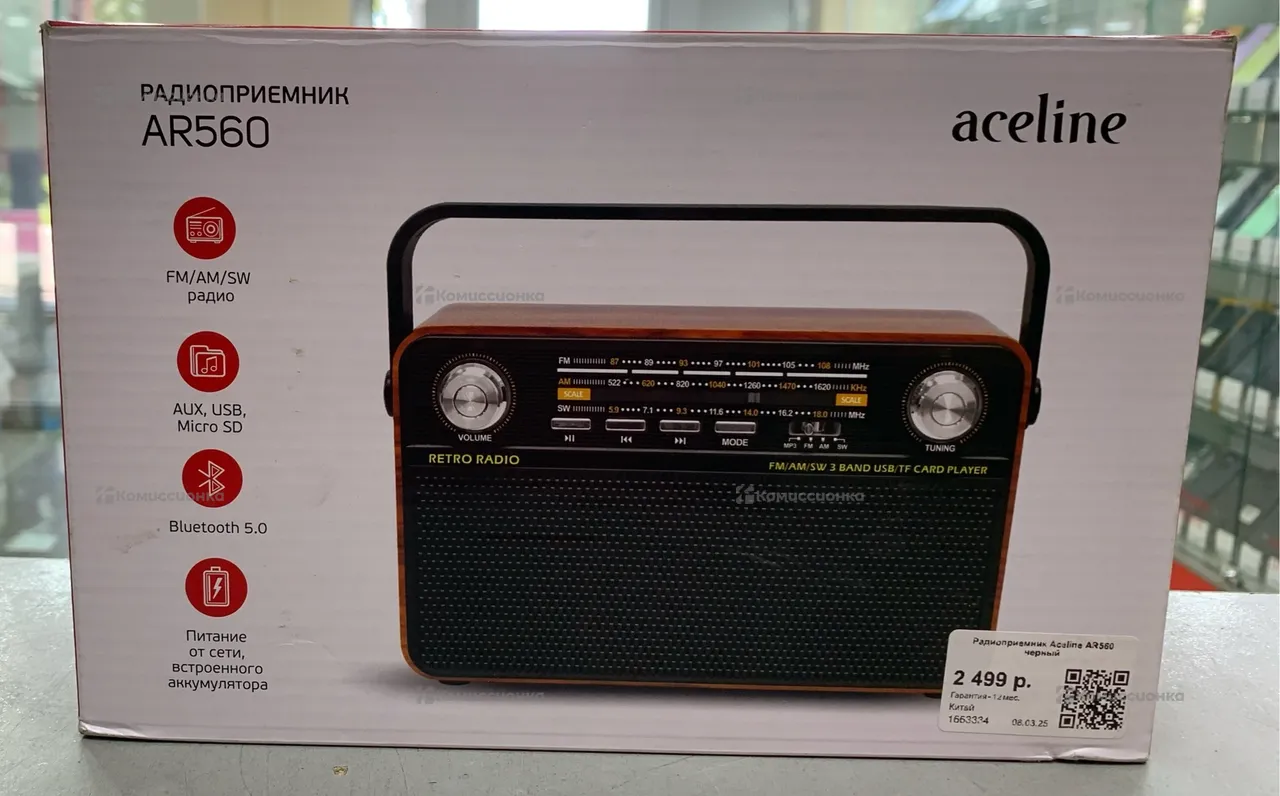 РАДИОПРИЕМНИК
AR560
aceline
FM/AM/SW
радио
AUX, USB,
Micro SD
Bluetooth 5.0
Питание
от сети,
встроенного
аккумулятора
FM 87 89 93 97 101 105 108 MHz
AM 522 620 820 1040 1260 1470 1620 KHz
SCALE SCALE
SW 5.9 7.1 9.3 11.6 14.0 16.2 18.0 MHz
VOLUME
MODE
MP3 FM AM SW
TUNING
RETRO RADIO
FM/AM/SW 3 BAND USB/TF CARD PLAYER
Радиоприемник Aceline AR560
черный
2 499 р.
Гарантия - 12 мес.
Китай
1663334 08.03.25
Комиссионка
Комиссионка
Комиссионка
Комиссионка
Комиссионка
Комиссионка